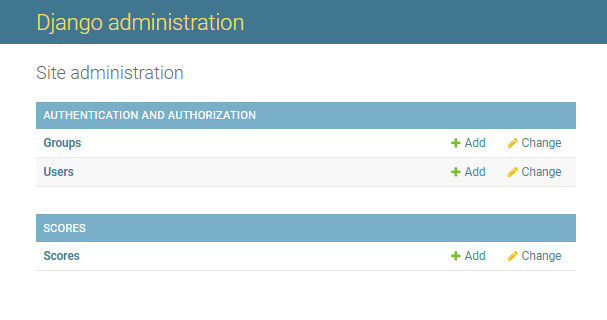 Django administration
Site administration
AUTHENTICATION AND AUTHORIZATION
Groups Add Change
Users Add Change
SCORES
Scores Add Change